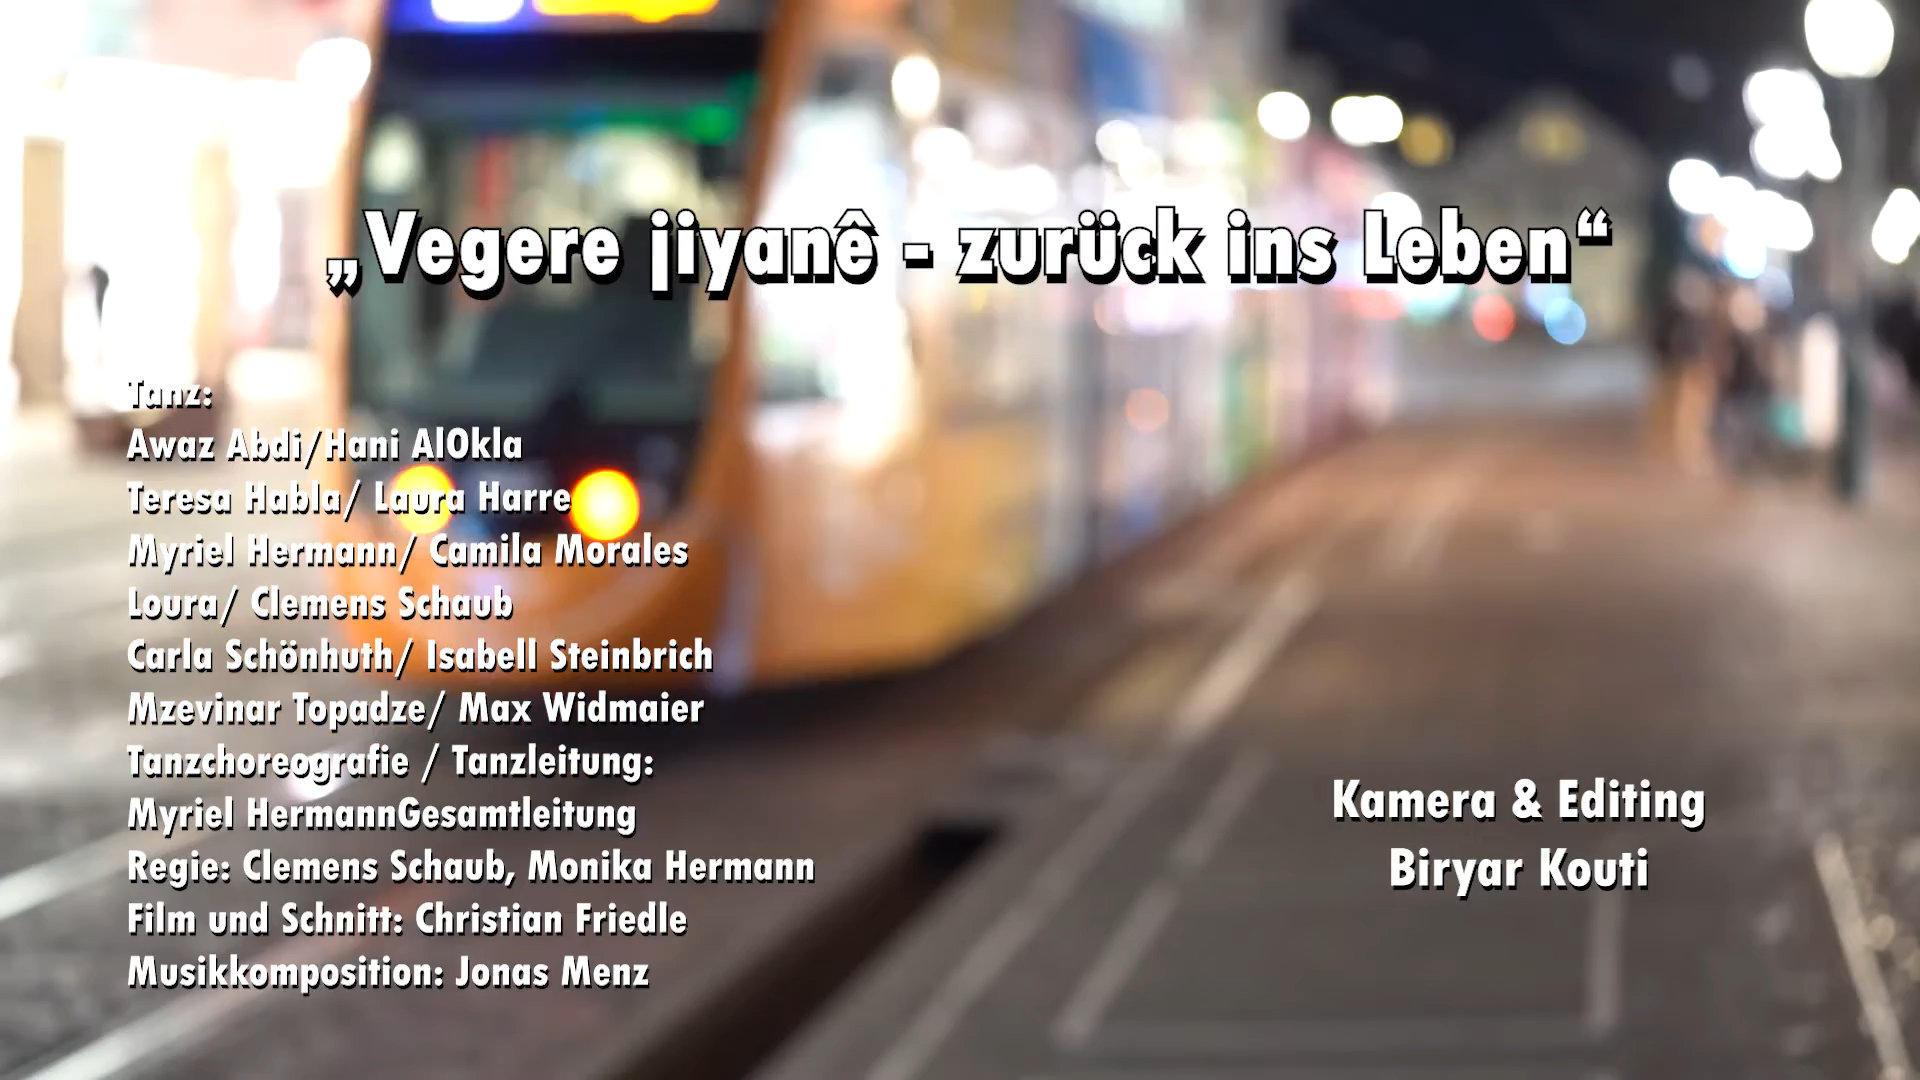 „Vegere jiyanê - zurück ins Leben“
Tanz:
Awaz Abdi/Hani AlOkla
Teresa Habla/ Laura Harre
Myriel Hermann/ Camila Morales
Loura/ Clemens Schaub
Carla Schönhuth/ Isabell Steinbrich
Mzevinar Topadze/ Max Widmaier
Tanzchoreografie / Tanzleitung:
Myriel HermannGesamtleitung
Regie: Clemens Schaub, Monika Hermann
Film und Schnitt: Christian Friedle
Musikkomposition: Jonas Menz
Kamera & Editing
Biryar Kouti